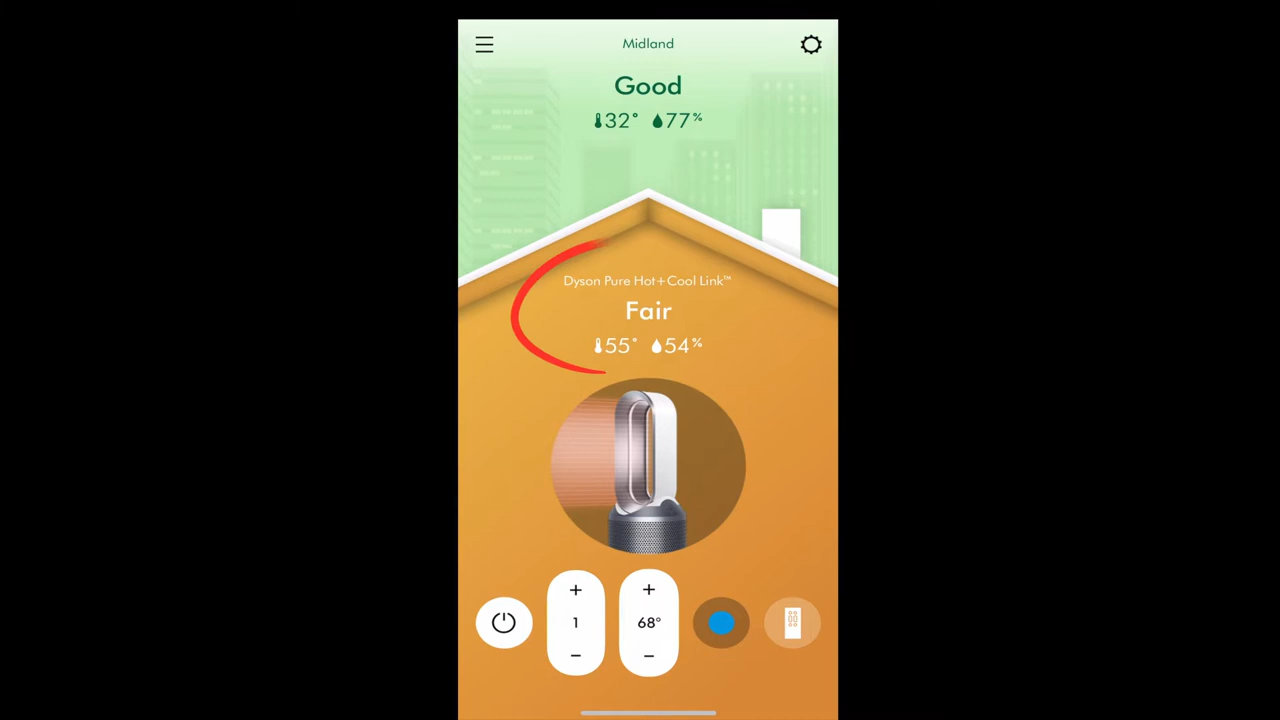 Midland
Good
32° 77%
Dyson Pure Hot+Cool Link™
Fair
55° 54%
+ +
1 68°
− −